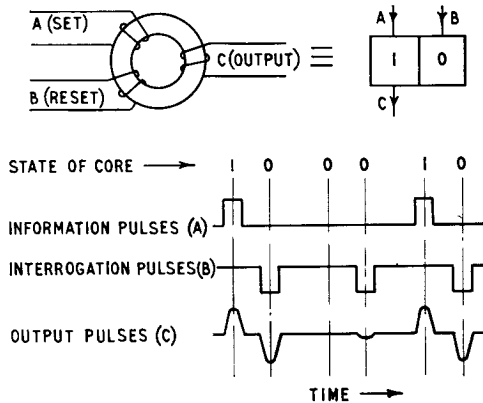 A (SET)
B (RESET)
C (OUTPUT)
≡
A
B
1 0
C
STATE OF CORE → 1 0 0 0 1 0
INFORMATION PULSES (A)
INTERROGATION PULSES (B)
OUTPUT PULSES (C)
TIME →